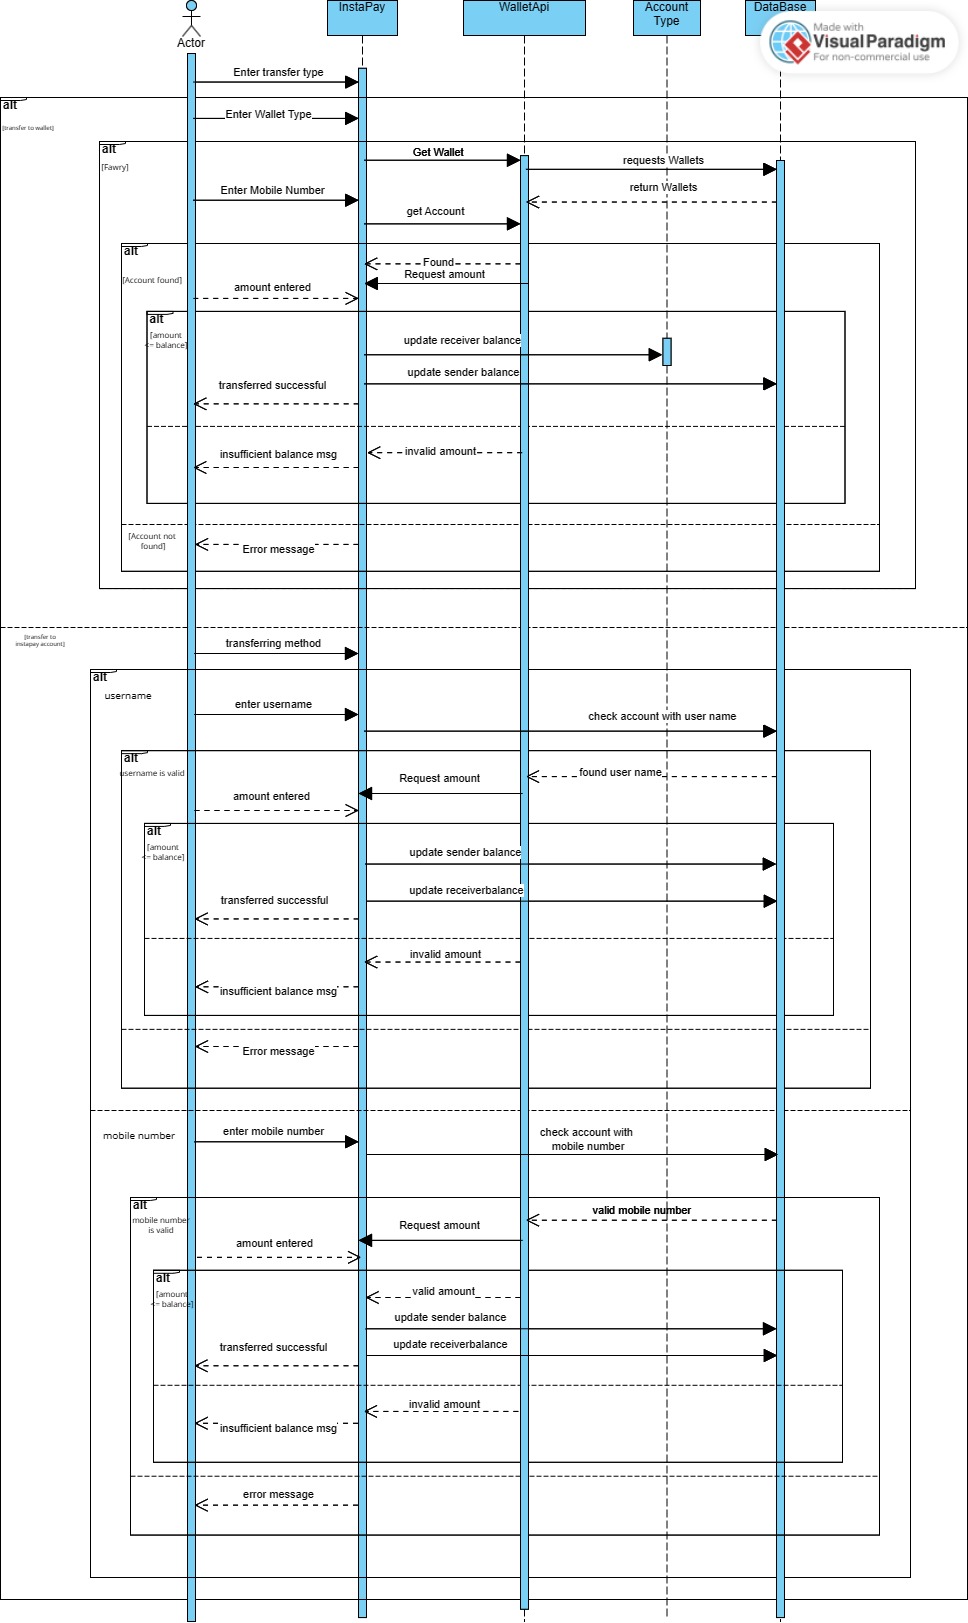 InstaPay
WalletApi
Account
Type
DataBase
Made with
VisualParadigm
For non-commercial use
Actor
Enter transfer type
alt
[transfer to wallet]
Enter Wallet Type
alt
[Fawry]
Get Wallet
requests Wallets
Enter Mobile Number
return Wallets
get Account
alt
Found
[Account found]
Request amount
amount entered
alt
[amount
<= balance]
update receiver balance
update sender balance
transferred successful
insufficient balance msg
invalid amount
[Account not
found]
Error message
[transfer to
instapay account]
transferring method
alt
username
enter username
check account with user name
alt
username is valid
found user name
Request amount
amount entered
alt
[amount
<= balance]
update sender balance
update receiverbalance
transferred successful
invalid amount
insufficient balance msg
Error message
mobile number
enter mobile number
check account with
mobile number
alt
mobile number
is valid
valid mobile number
Request amount
amount entered
alt
[amount
<= balance]
valid amount
update sender balance
update receiverbalance
transferred successful
invalid amount
insufficient balance msg
error message